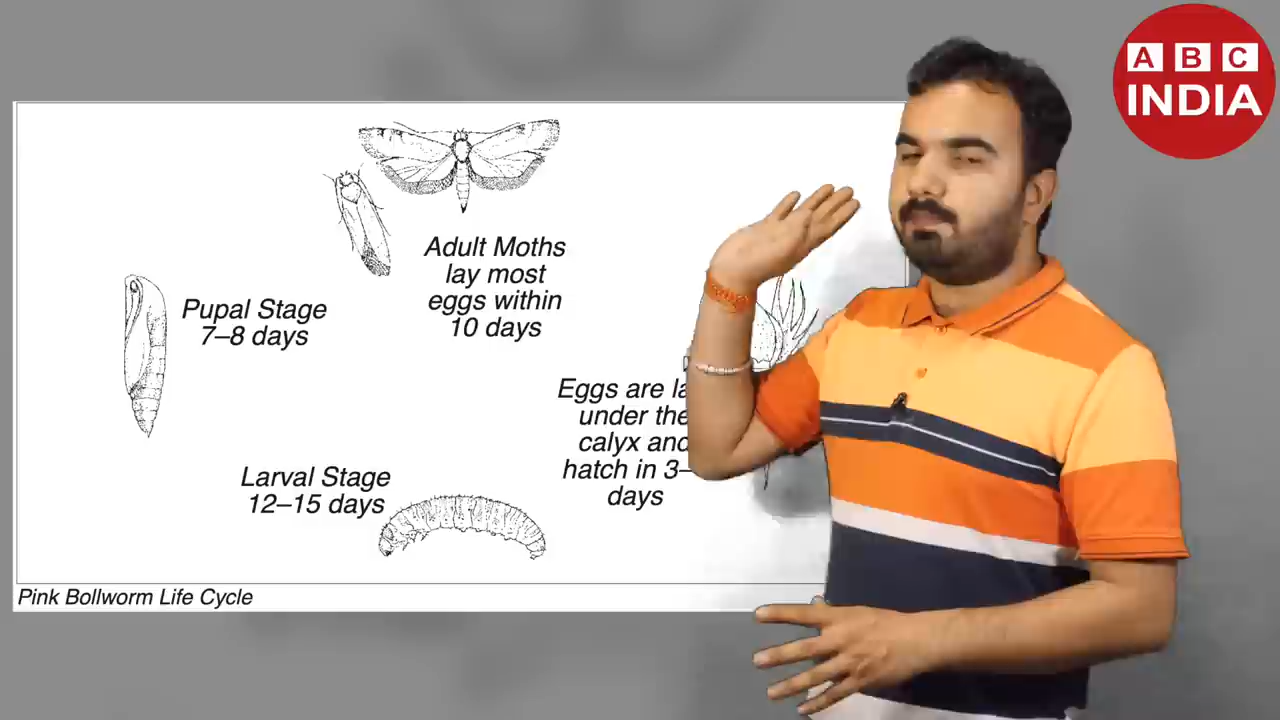 A B C
INDIA
Adult Moths
lay most
eggs within
10 days
Pupal Stage
7–8 days
Eggs are
under the
calyx and
hatch in 3–
days
Larval Stage
12–15 days
Pink Bollworm Life Cycle